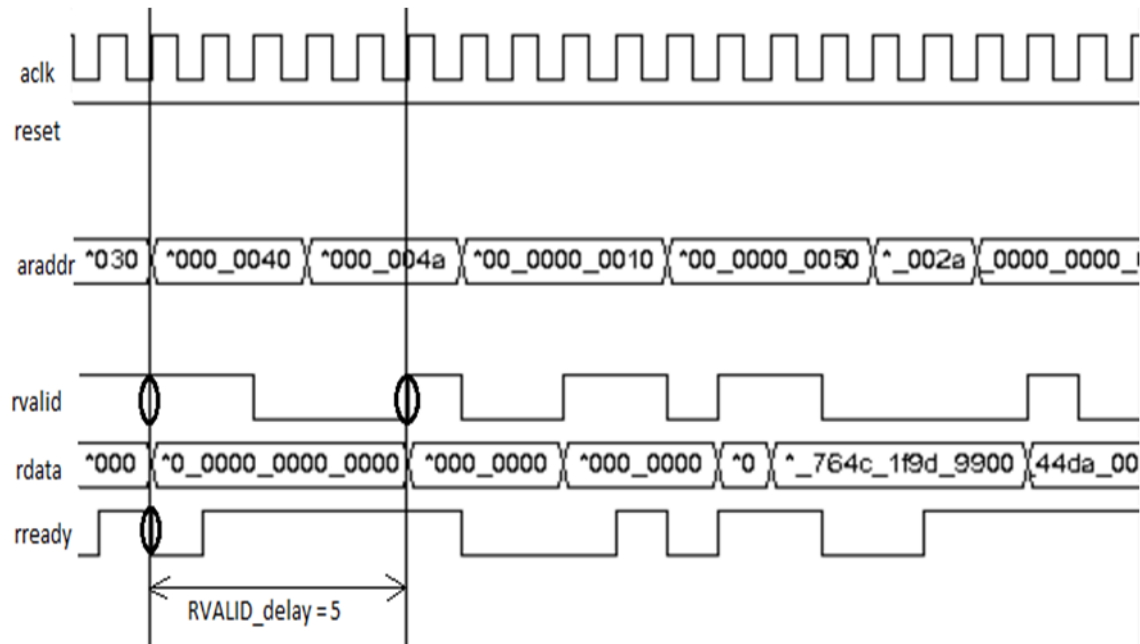 aclk
reset
araddr ^030 ^000_0040 ^000_004a ^00_0000_0010 ^00_0000_0050 ^_002a _0000_0000_
rvalid
rdata ^000 ^0_0000_0000_0000 ^000_0000 ^000_0000 ^0 ^_764c_1f9d_9900 44da_00
rready
RVALID_delay = 5